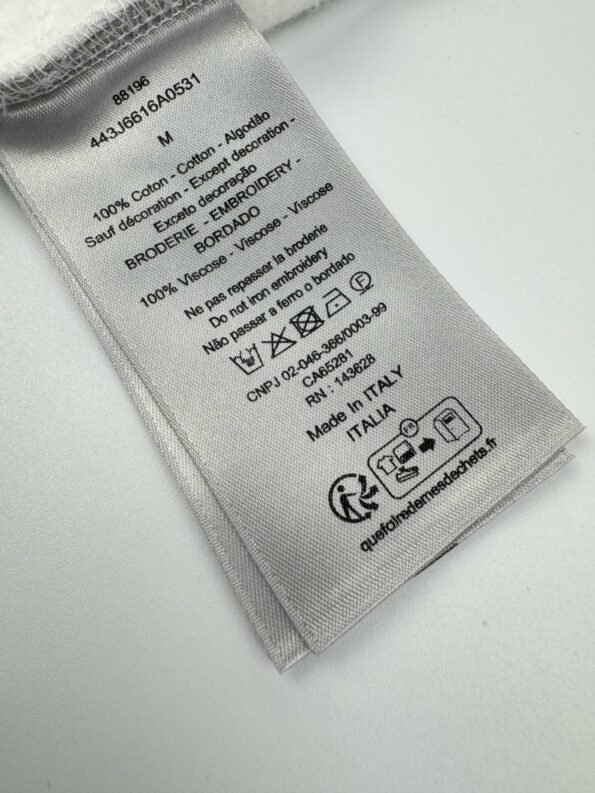 88196
443J6616A0531
M
100% Coton - Cotton - Algodão
Sauf décoration - Except decoration -
Exceto decoração
BRODERIE - EMBROIDERY -
BORDADO
100% Viscose - Viscose - Viscose
Ne pas repasser la broderie
Do not iron embroidery
Não passar a ferro o bordado
CNPJ 02-046-366/0003-99
CA65281
RN : 143628
Made In ITALY
ITALIA
FR
quefairedemesdechets.fr